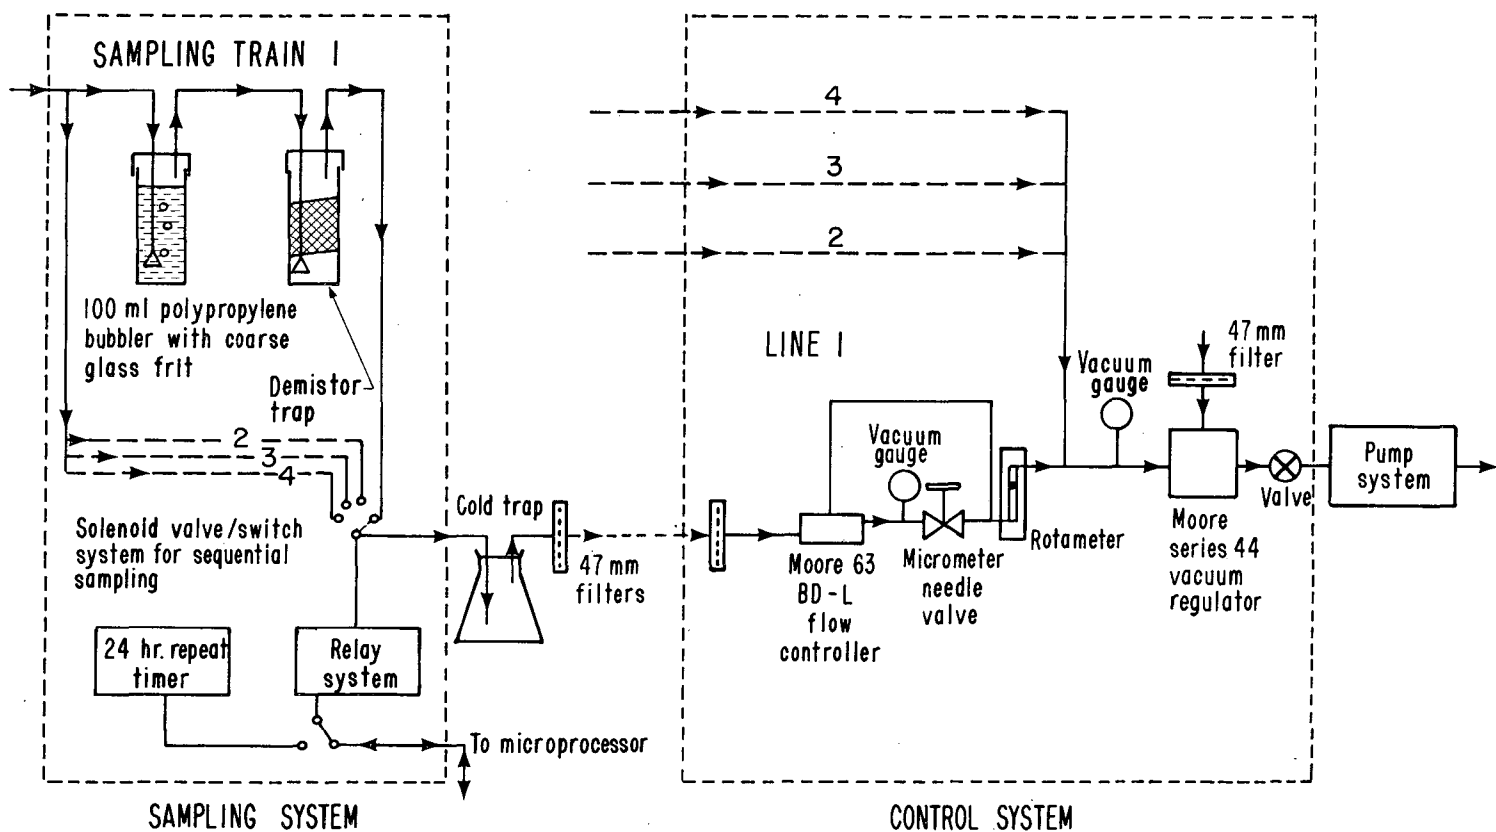 SAMPLING TRAIN 1
100 ml polypropylene
bubbler with coarse
glass frit
Demistor
trap
2
3
4
Solenoid valve/switch
system for sequential
sampling
24 hr. repeat
timer
Relay
system
To microprocessor
SAMPLING SYSTEM
Cold trap
47 mm
filters
4
3
2
LINE 1
Vacuum
gauge
Moore 63
BD-L
flow
controller
Micrometer
needle
valve
Rotameter
Vacuum
gauge
47 mm
filter
Moore
series 44
vacuum
regulator
Valve
Pump
system
CONTROL SYSTEM